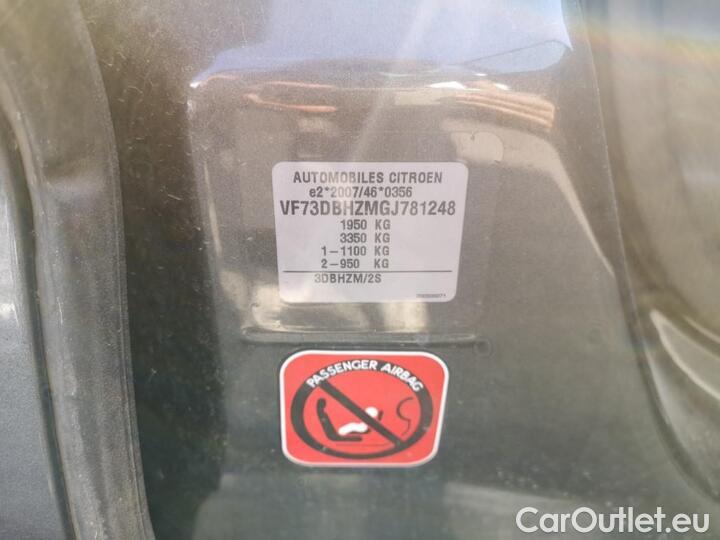 AUTOMOBILES CITROEN
e2*2007/46*0356
VF73DBHZMGJ781248
1950 KG
3350 KG
1-1100 KG
2-950 KG
3DBHZM/2S
PASSENGER AIRBAG
CarOutlet.eu